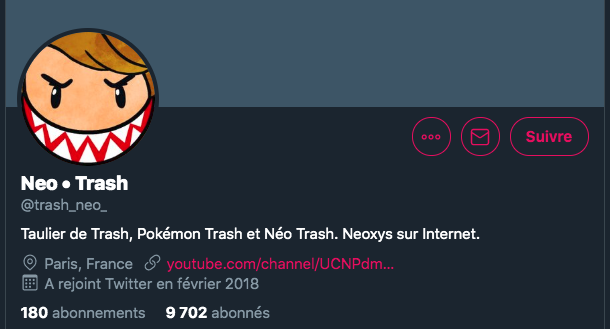 Suivre
Neo • Trash
@trash_neo_
Taulier de Trash, Pokémon Trash et Néo Trash. Neoxys sur Internet.
Paris, France youtube.com/channel/UCNPdm...
A rejoint Twitter en février 2018
180 abonnements 9 702 abonnés